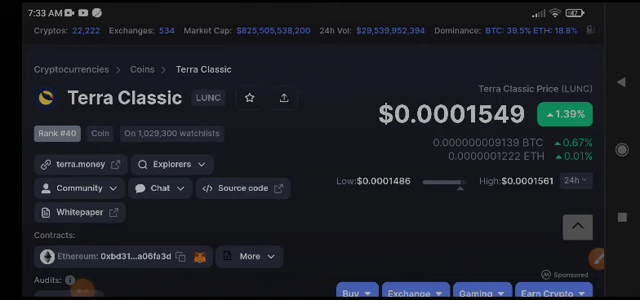 7:33 AM
Cryptos: 22,222 Exchanges: 534 Market Cap: $825,505,538,200 24h Vol: $29,539,952,394 Dominance: BTC: 39.5% ETH: 18.8%
Cryptocurrencies > Coins > Terra Classic
Terra Classic LUNC
Terra Classic Price (LUNC)
$0.0001549 1.39%
Rank #40 Coin On 1,029,300 watchlists
0.000000009139 BTC 0.67%
0.0000001222 ETH 0.01%
terra.money Explorers
Low: $0.0001486 High: $0.0001561 24h
Community Chat Source code
Whitepaper
Contracts:
Ethereum: 0xbd31...a06fa3d More
Sponsored
Audits:
Buy Exchange Gaming Earn Crypto